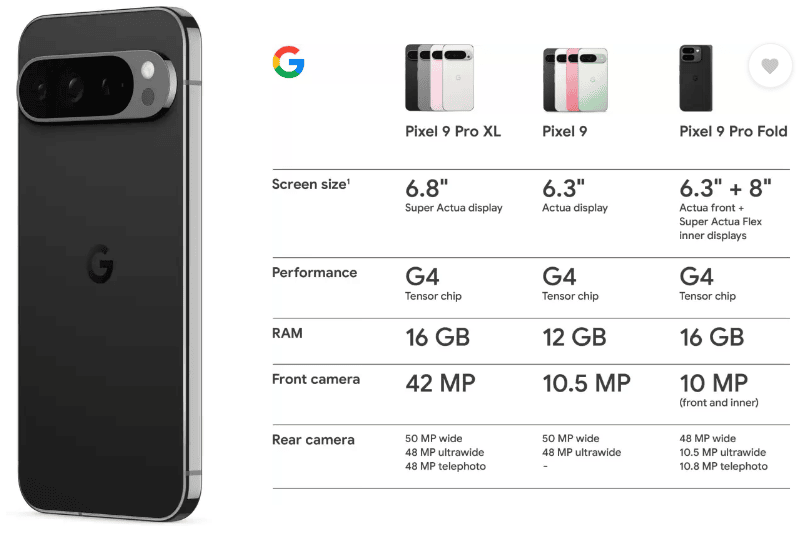 Pixel 9 Pro XL
Pixel 9
Pixel 9 Pro Fold
Screen size¹
6.8"
Super Actua display
6.3"
Actua display
6.3" + 8"
Actua front +
Super Actua Flex
inner displays
Performance
G4
Tensor chip
G4
Tensor chip
G4
Tensor chip
RAM
16 GB
12 GB
16 GB
Front camera
42 MP
10.5 MP
10 MP
(front and inner)
Rear camera
50 MP wide
48 MP ultrawide
48 MP telephoto
50 MP wide
48 MP ultrawide
-
48 MP wide
10.5 MP ultrawide
10.8 MP telephoto